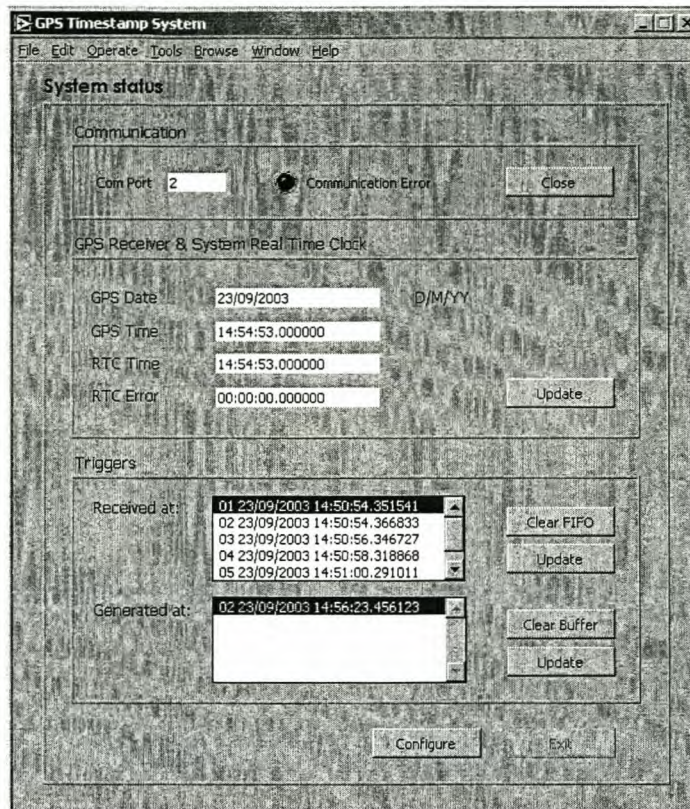 GPS Timestamp System
File Edit Operate Tools Browse Window Help
System status
Communication
Com Port 2 Communication Error Close
GPS Receiver & System Real Time Clock
GPS Date 23/09/2003 D/M/YY
GPS Time 14:54:53.000000
RTC Time 14:54:53.000000
RTC Error 00:00:00.000000 Update
Triggers
Received at:
01 23/09/2003 14:50:54.351541
02 23/09/2003 14:50:54.366833
03 23/09/2003 14:50:56.346727
04 23/09/2003 14:50:58.318868
05 23/09/2003 14:51:00.291011
Clear FIFO
Update
Generated at:
02 23/09/2003 14:56:23.456123
Clear Buffer
Update
Configure Exit